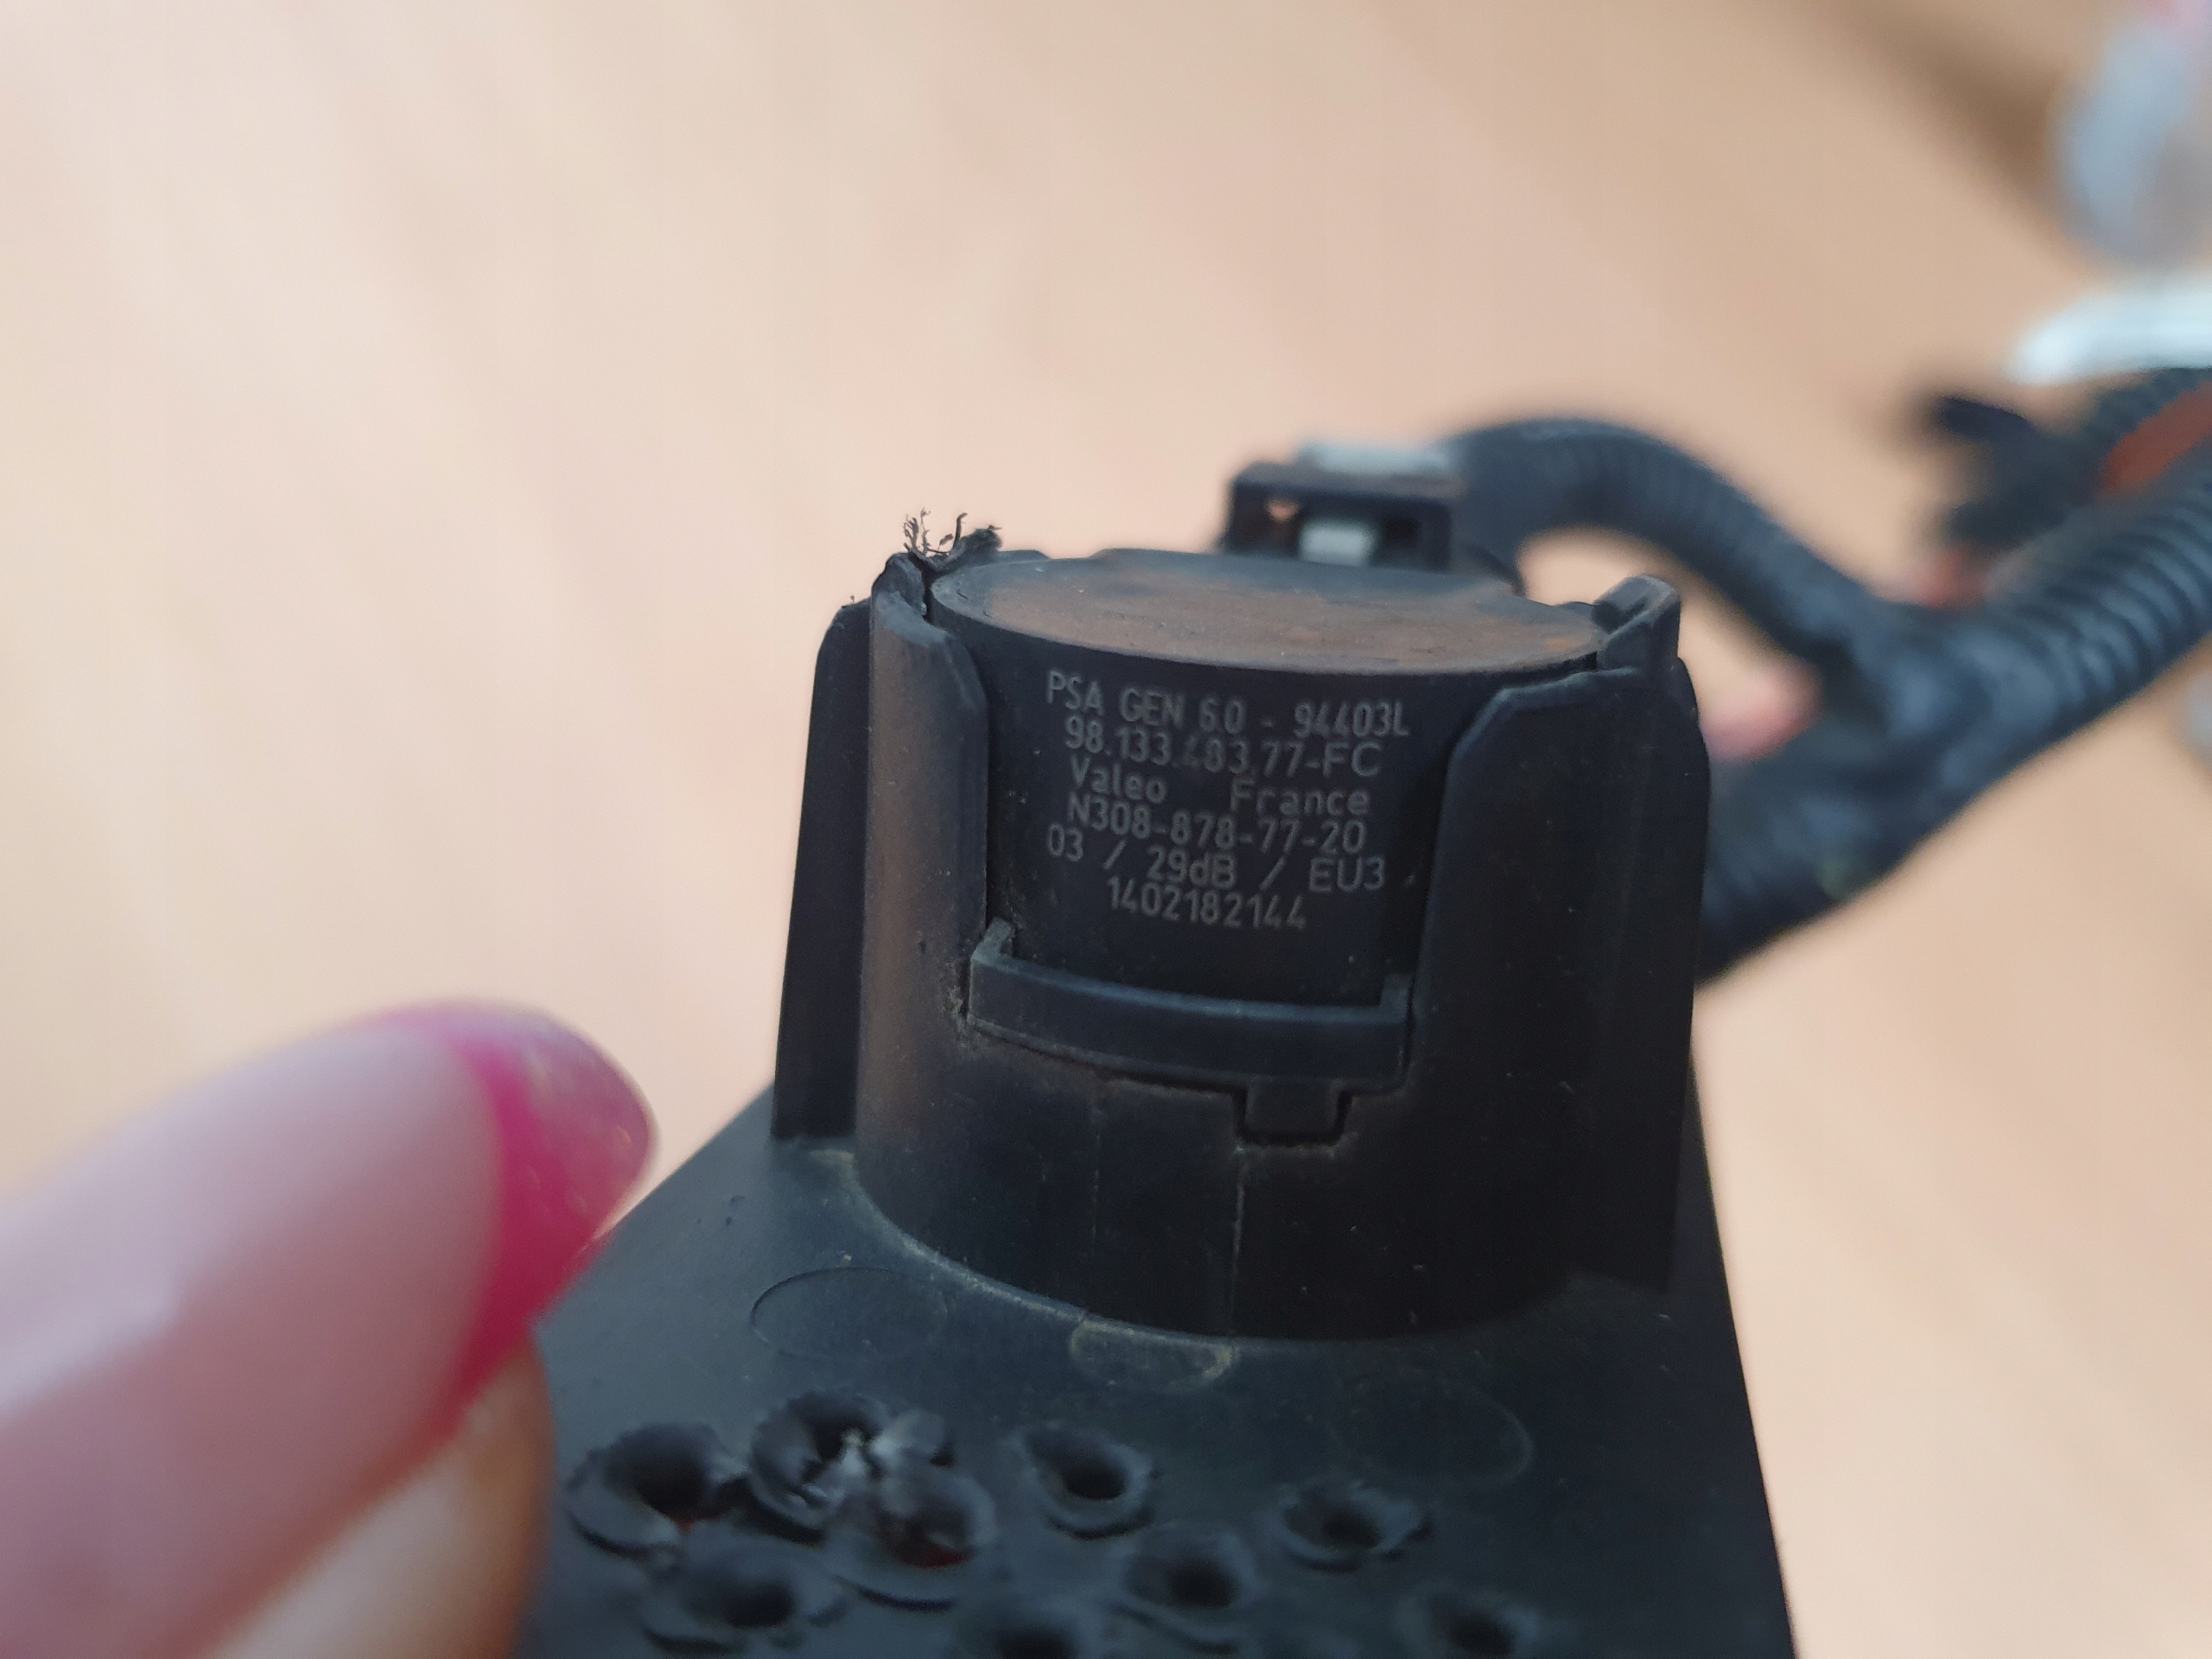 PSA GEN 6.0 - 94403L
98.133.483.77-FC
Valeo France
N308-878-77-20
03 / 29dB / EU3
1402182144